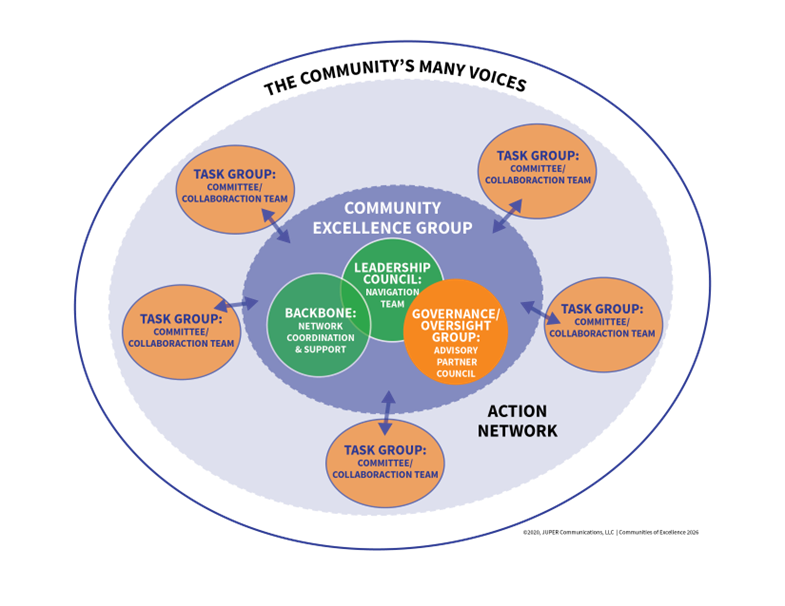 THE COMMUNITY’S MANY VOICES
TASK GROUP:
COMMITTEE/
COLLABORACTION TEAM
TASK GROUP:
COMMITTEE/
COLLABORACTION TEAM
COMMUNITY
EXCELLENCE GROUP
LEADERSHIP
COUNCIL:
NAVIGATION
TEAM
BACKBONE:
NETWORK
COORDINATION
& SUPPORT
GOVERNANCE/
OVERSIGHT
GROUP:
ADVISORY
PARTNER
COUNCIL
TASK GROUP:
COMMITTEE/
COLLABORACTION TEAM
TASK GROUP:
COMMITTEE/
COLLABORACTION TEAM
ACTION
NETWORK
TASK GROUP:
COMMITTEE/
COLLABORACTION TEAM
©2020, JUPER Communications, LLC | Communities of Excellence 2026